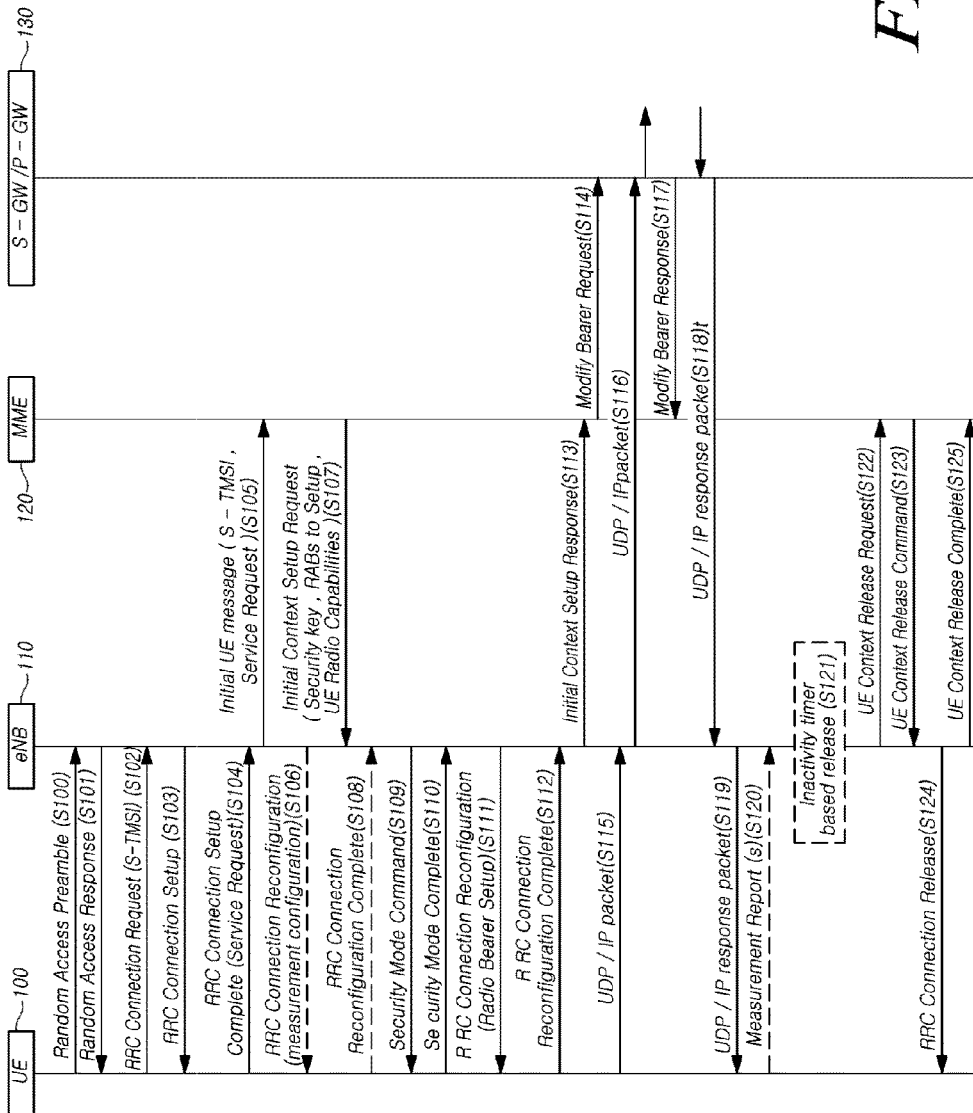 UE
100
eNB
110
MME
120
S - GW / P - GW
130
Random Access Preamble (S100)
Random Access Response (S101)
RRC Connection Request (S-TMSI) (S102)
RRC Connection Setup (S103)
RRC Connection Setup
Complete (Service Request)(S104)
Initial UE message ( S - TMSI ,
Service Request )(S105)
RRC Connection Reconfiguration
(measurement configuration)(S106)
Initial Context Setup Request
( Security key , RABs to Setup ,
UE Radio Capabilities )(S107)
RRC Connection
Reconfiguration Complete(S108)
Security Mode Command(S109)
Se curity Mode Complete(S110)
R RC Connection Reconfiguration
(Radio Bearer Setup)(S111)
R RC Connection
Reconfiguration Complete(S112)
Initial Context Setup Response(S113)
Modify Bearer Request(S114)
UDP / IP packet(S115)
UDP / IPpacket(S116)
Modify Bearer Response(S117)
UDP / IP response packe(S118)t
UDP / IP response packet(S119)
Measurement Report (s)(S120)
Inactivity timer
based release (S121)
UE Context Release Request(S122)
UE Context Release Command(S123)
RRC Connection Release(S124)
UE Context Release Complete(S125)